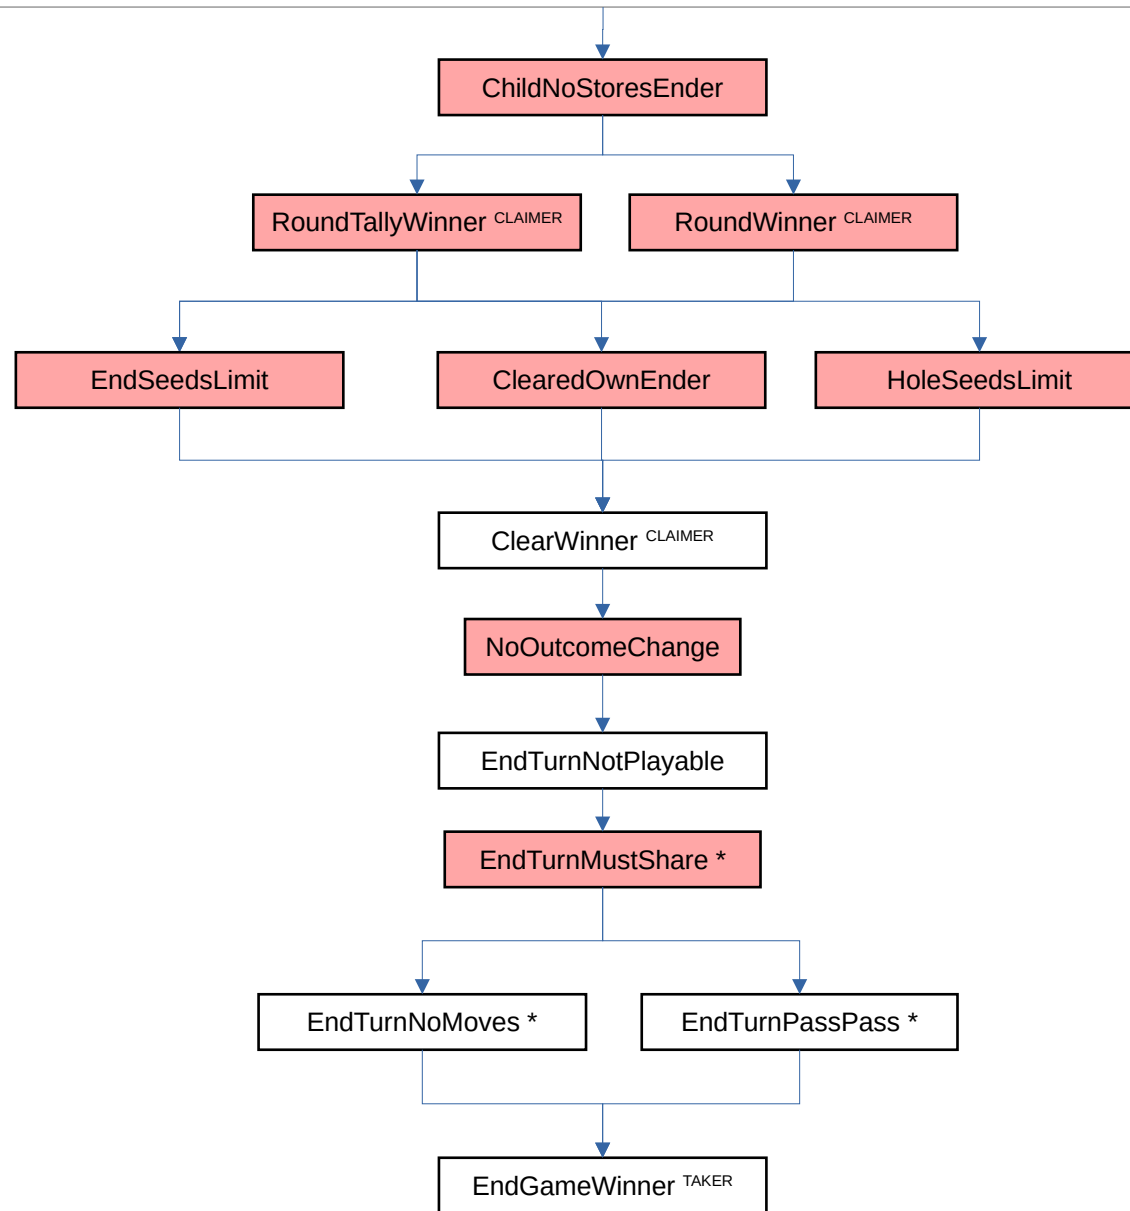 ChildNoStoresEnder
RoundTallyWinner CLAIMER
RoundWinner CLAIMER
EndSeedsLimit
ClearedOwnEnder
HoleSeedsLimit
ClearWinner CLAIMER
NoOutcomeChange
EndTurnNotPlayable
EndTurnMustShare *
EndTurnNoMoves *
EndTurnPassPass *
EndGameWinner TAKER